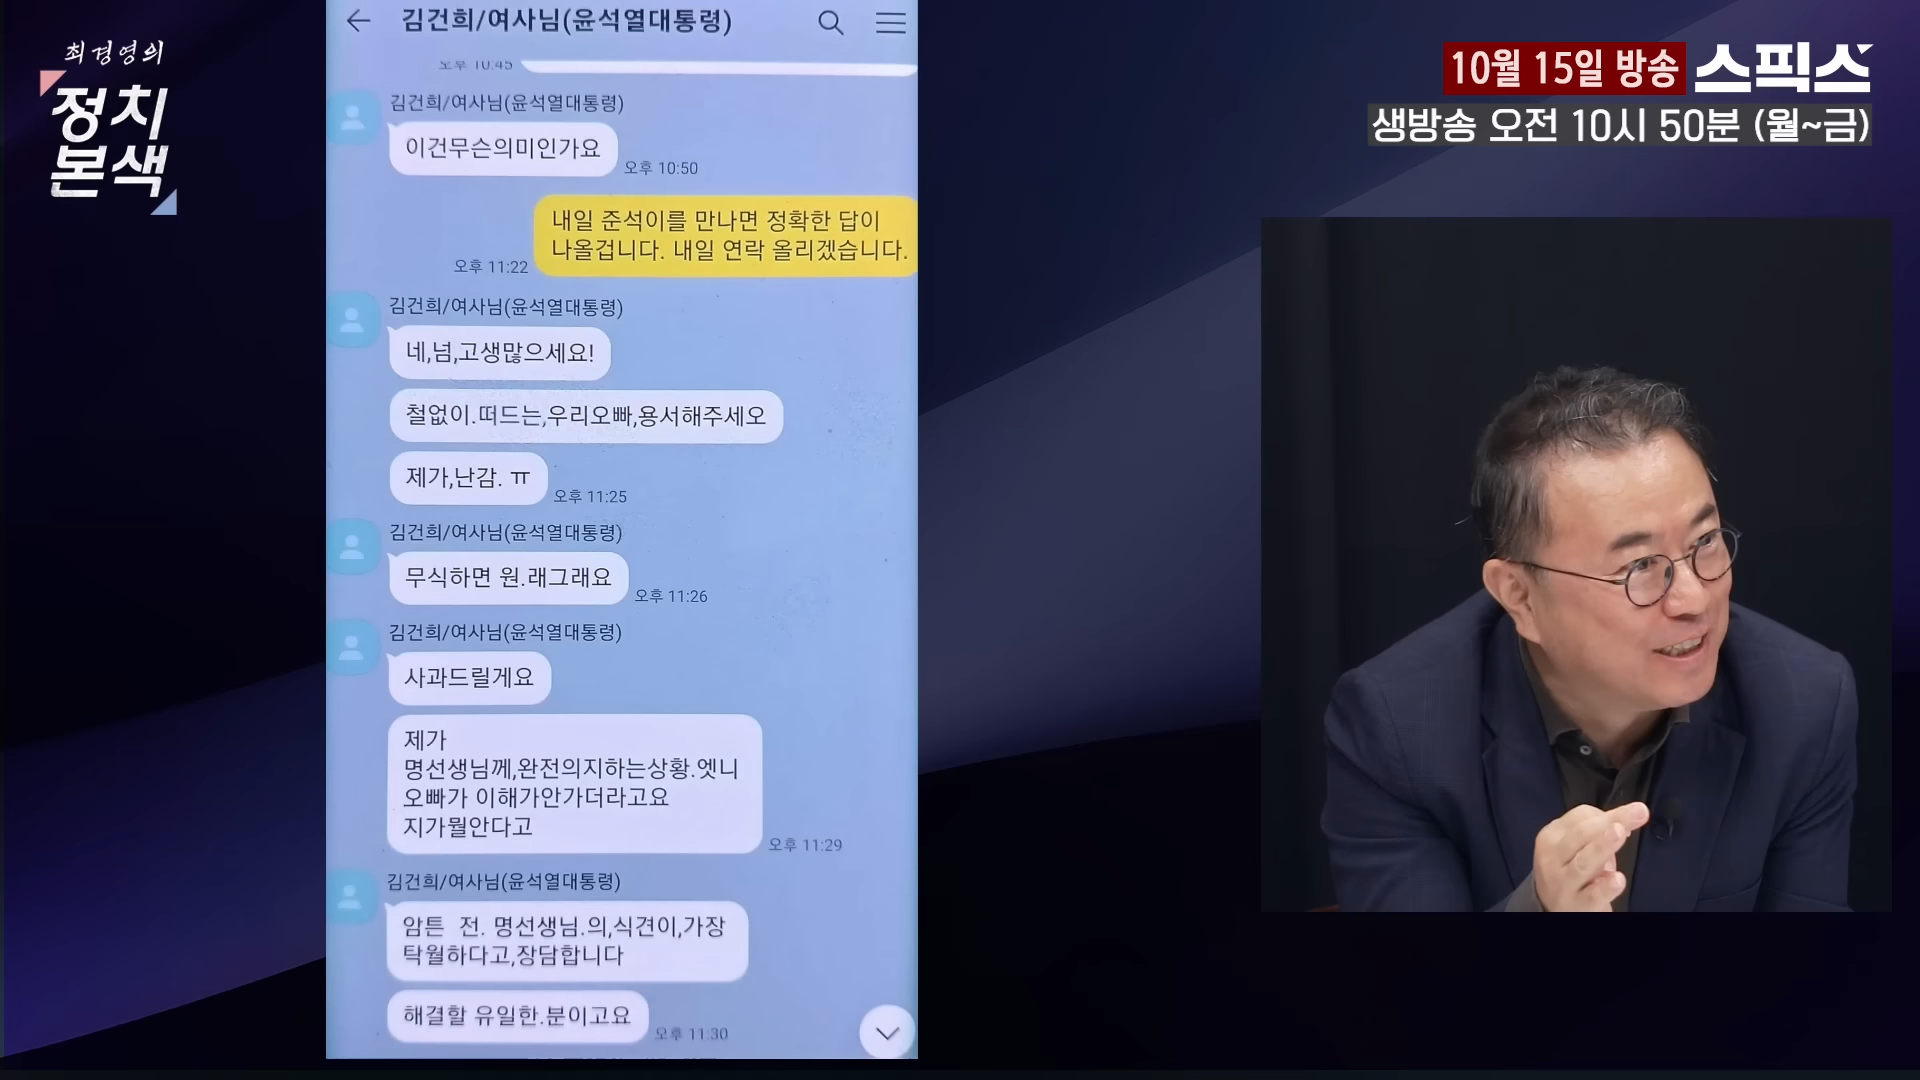 최경영의
정치
본색
10월 15일 방송 스픽스
생방송 오전 10시 50분 (월~금)
김건희/여사님(윤석열대통령)
오후 10:45
김건희/여사님(윤석열대통령)
이건무슨의미인가요
오후 10:50
내일 준석이를 만나면 정확한 답이
나올겁니다. 내일 연락 올리겠습니다.
오후 11:22
김건희/여사님(윤석열대통령)
네,넘,고생많으세요!
철없이.떠드는,우리오빠,용서해주세오
제가,난감. ㅠ
오후 11:25
김건희/여사님(윤석열대통령)
무식하면 원.래그래요
오후 11:26
김건희/여사님(윤석열대통령)
사과드릴게요
제가
명선생님께,완전의지하는상황.엣니
오빠가 이해가안가더라고요
지가뭘안다고
오후 11:29
김건희/여사님(윤석열대통령)
암튼 전. 명선생님.의,식견이,가장
탁월하다고,장담합니다
해결할 유일한.분이고요
오후 11:30